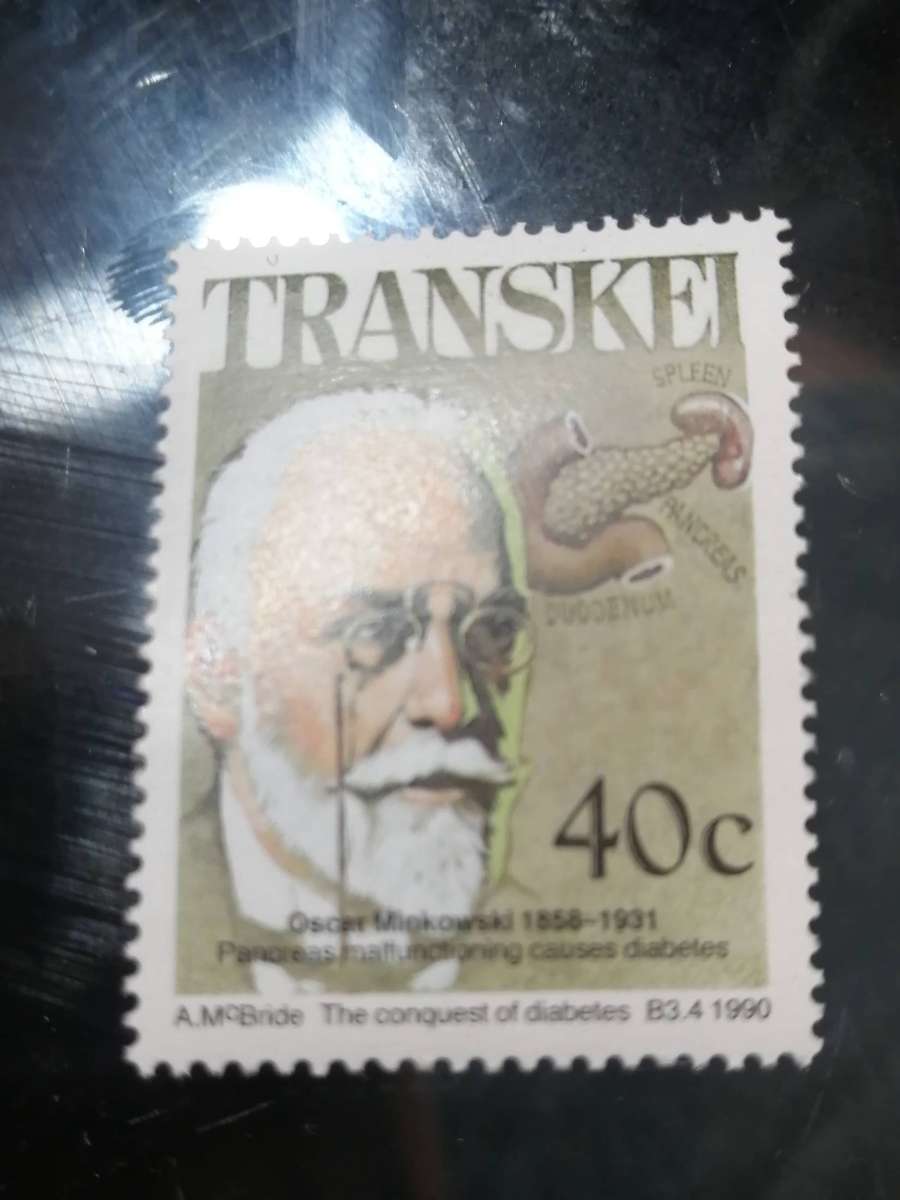 TRANSKEI
SPLEEN
PANCREAS
DUODENUM
40c
Oscar Minkowski 1858–1931
Pancreas malfunctioning causes diabetes
A.McBride The conquest of diabetes B3.4 1990